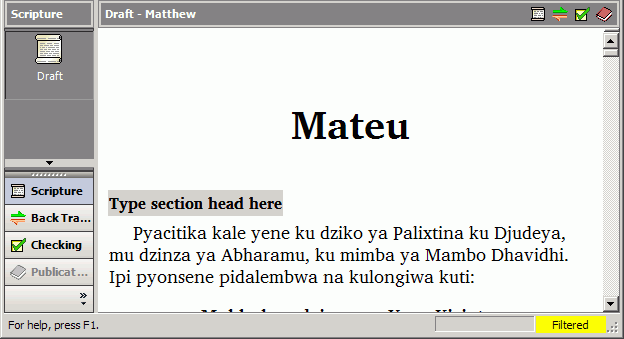 Scripture
Draft - Matthew
Draft
Mateu
Type section head here
Pyacitika kale yene ku dziko ya Palixtina ku Djudeya,
mu dzinza ya Abharamu, ku mimba ya Mambo Dhavidhi.
Ipi pyonsene pidalembwa na kulongiwa kuti:
Scripture
Back Tra...
Checking
Publicat...
For help, press F1.
Filtered